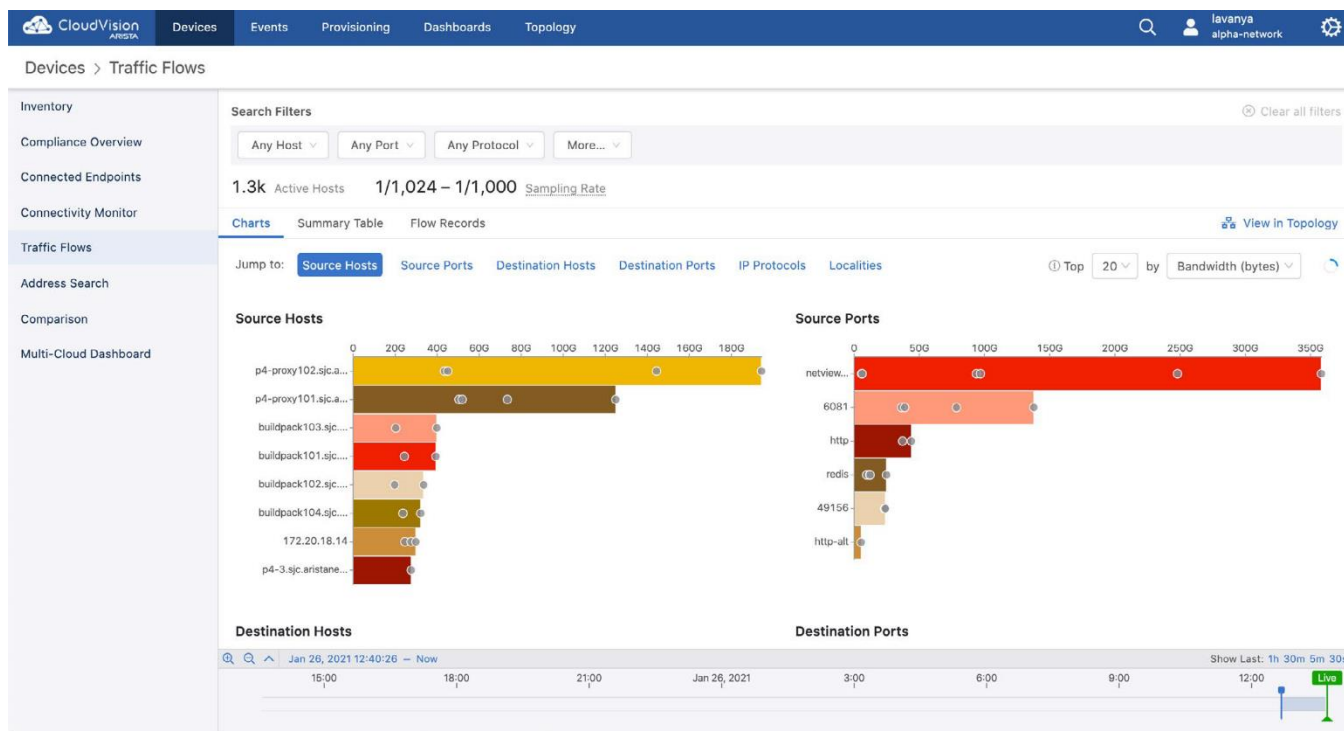 CloudVision
ARISTA
Devices Events Provisioning Dashboards Topology
lavanya
alpha-network
Devices > Traffic Flows
Inventory
Compliance Overview
Connected Endpoints
Connectivity Monitor
Traffic Flows
Address Search
Comparison
Multi-Cloud Dashboard
Search Filters Clear all filters
Any Host Any Port Any Protocol More...
1.3k Active Hosts 1/1,024 – 1/1,000 Sampling Rate
Charts Summary Table Flow Records View in Topology
Jump to: Source Hosts Source Ports Destination Hosts Destination Ports IP Protocols Localities Top 20 by Bandwidth (bytes)
Source Hosts
0 20G 40G 60G 80G 100G 120G 140G 160G 180G
p4-proxy102.sjc.a...
p4-proxy101.sjc.a...
buildpack103.sjc....
buildpack101.sjc....
buildpack102.sjc....
buildpack104.sjc....
172.20.18.14
p4-3.sjc.aristane...
Source Ports
0 50G 100G 150G 200G 250G 300G 350G
netview...
6081
http
redis
49156
http-alt
Destination Hosts
Destination Ports
Jan 26, 2021 12:40:26 – Now Show Last: 1h 30m 5m 30s
15:00 18:00 21:00 Jan 26, 2021 3:00 6:00 9:00 12:00 Live